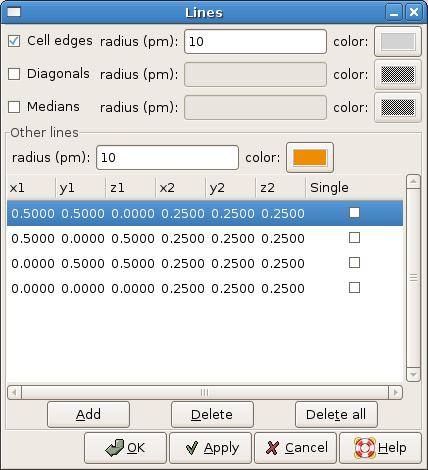 Lines
Cell edges radius (pm): 10 color:
Diagonals radius (pm): color:
Medians radius (pm): color:
Other lines
radius (pm): 10 color:
x1 y1 z1 x2 y2 z2 Single
0.5000 0.5000 0.0000 0.2500 0.2500 0.2500
0.5000 0.0000 0.5000 0.2500 0.2500 0.2500
0.0000 0.5000 0.5000 0.2500 0.2500 0.2500
0.0000 0.0000 0.0000 0.2500 0.2500 0.2500
Add Delete Delete all
OK Apply Cancel Help